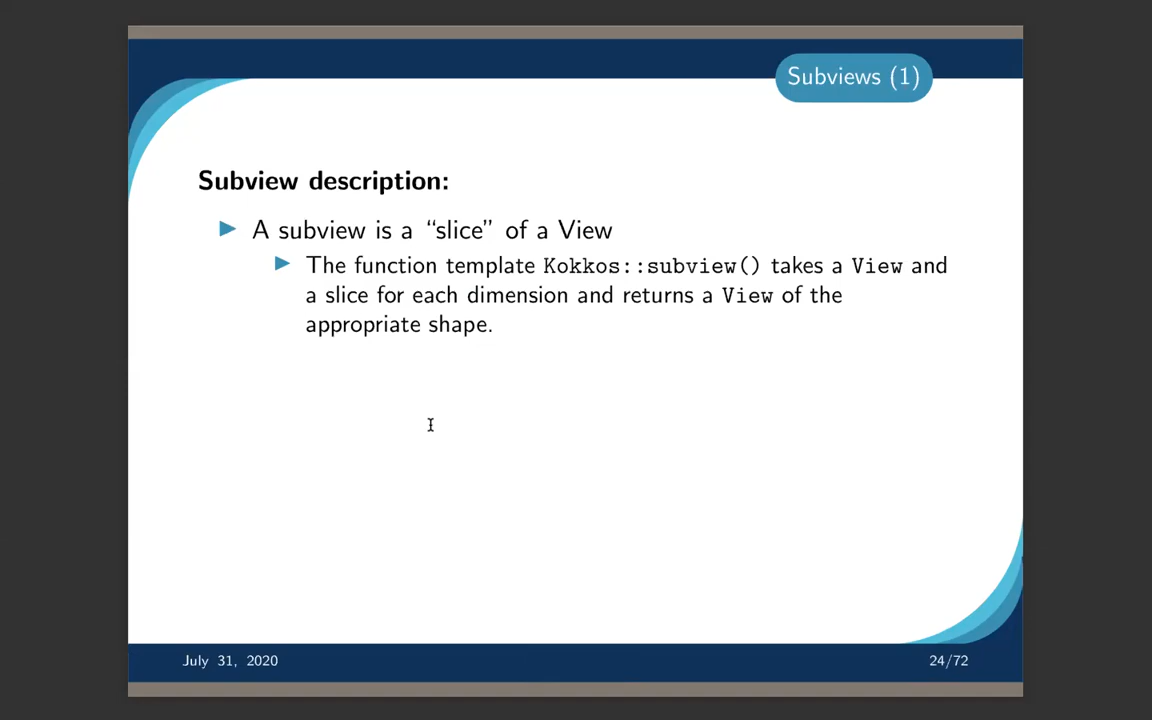 Subviews (1)
Subview description:
A subview is a “slice” of a View
The function template Kokkos::subview() takes a View and
a slice for each dimension and returns a View of the
appropriate shape.
July 31, 2020
24/72